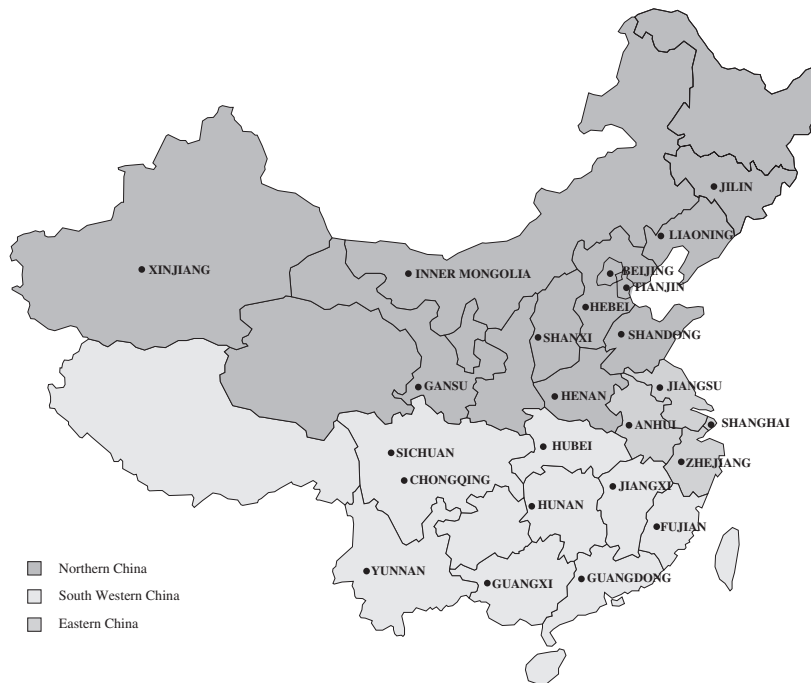 JILIN
LIAONING
XINJIANG
INNER MONGOLIA
BEIJING
TIANJIN
HEBEI
SHANXI
SHANDONG
GANSU
HENAN
JIANGSU
ANHUI
SHANGHAI
HUBEI
SICHUAN
ZHEJIANG
CHONGQING
JIANGXI
HUNAN
FUJIAN
YUNNAN
GUANGXI
GUANGDONG
Northern China
South Western China
Eastern China